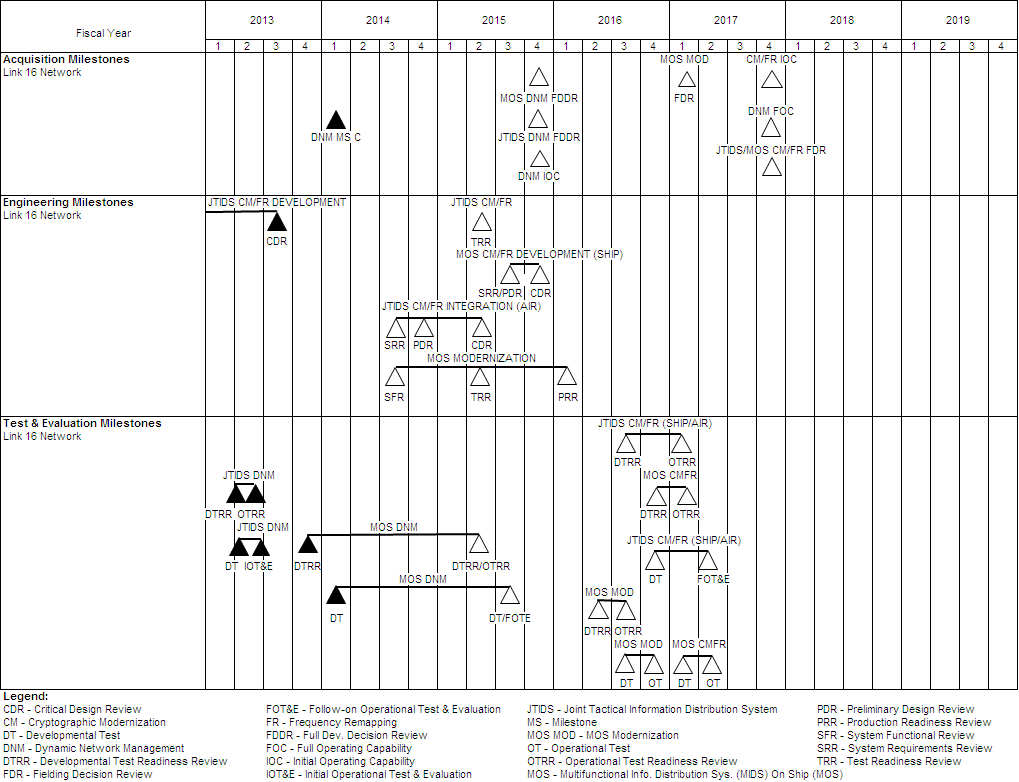 Fiscal Year
2013 2014 2015 2016 2017 2018 2019
1 2 3 4 1 2 3 4 1 2 3 4 1 2 3 4 1 2 3 4 1 2 3 4 1 2 3 4
Acquisition Milestones
Link 16 Network
MOS MOD CM/FR IOC
MOS DNM FDDR FDR
DNM FOC
DNM MS C JTIDS DNM FDDR
JTIDS/MOS CM/FR FDR
DNM IOC
Engineering Milestones
Link 16 Network
JTIDS CM/FR DEVELOPMENT JTIDS CM/FR
CDR TRR
MOS CM/FR DEVELOPMENT (SHIP)
SRR/PDR CDR
JTIDS CM/FR INTEGRATION (AIR)
SRR PDR CDR
MOS MODERNIZATION
SFR TRR PRR
Test & Evaluation Milestones
Link 16 Network
JTIDS CM/FR (SHIP/AIR)
DTRR OTRR
JTIDS DNM MOS CMFR
DTRR OTRR DTRR OTRR
JTIDS DNM MOS DNM
JTIDS CM/FR (SHIP/AIR)
DT IOT&E DTRR DTRR/OTRR
MOS DNM DT FOT&E
MOS MOD
DT DT/FOTE
DTRR OTRR
MOS MOD MOS CMFR
DT OT DT OT
Legend:
CDR - Critical Design Review FOT&E - Follow-on Operational Test & Evaluation JTIDS - Joint Tactical Information Distribution System PDR - Preliminary Design Review
CM - Cryptographic Modernization FR - Frequency Remapping MS - Milestone PRR - Production Readiness Review
DT - Developmental Test FDDR - Full Dev. Decision Review MOS MOD - MOS Modernization SFR - System Functional Review
DNM - Dynamic Network Management FOC - Full Operating Capability OT - Operational Test SRR - System Requirements Review
DTRR - Developmental Test Readiness Review IOC - Initial Operating Capability OTRR - Operational Test Readiness Review TRR - Test Readiness Review
FDR - Fielding Decision Review IOT&E - Initial Operational Test & Evaluation MOS - Multifunctional Info. Distribution Sys. (MIDS) On Ship (MOS)